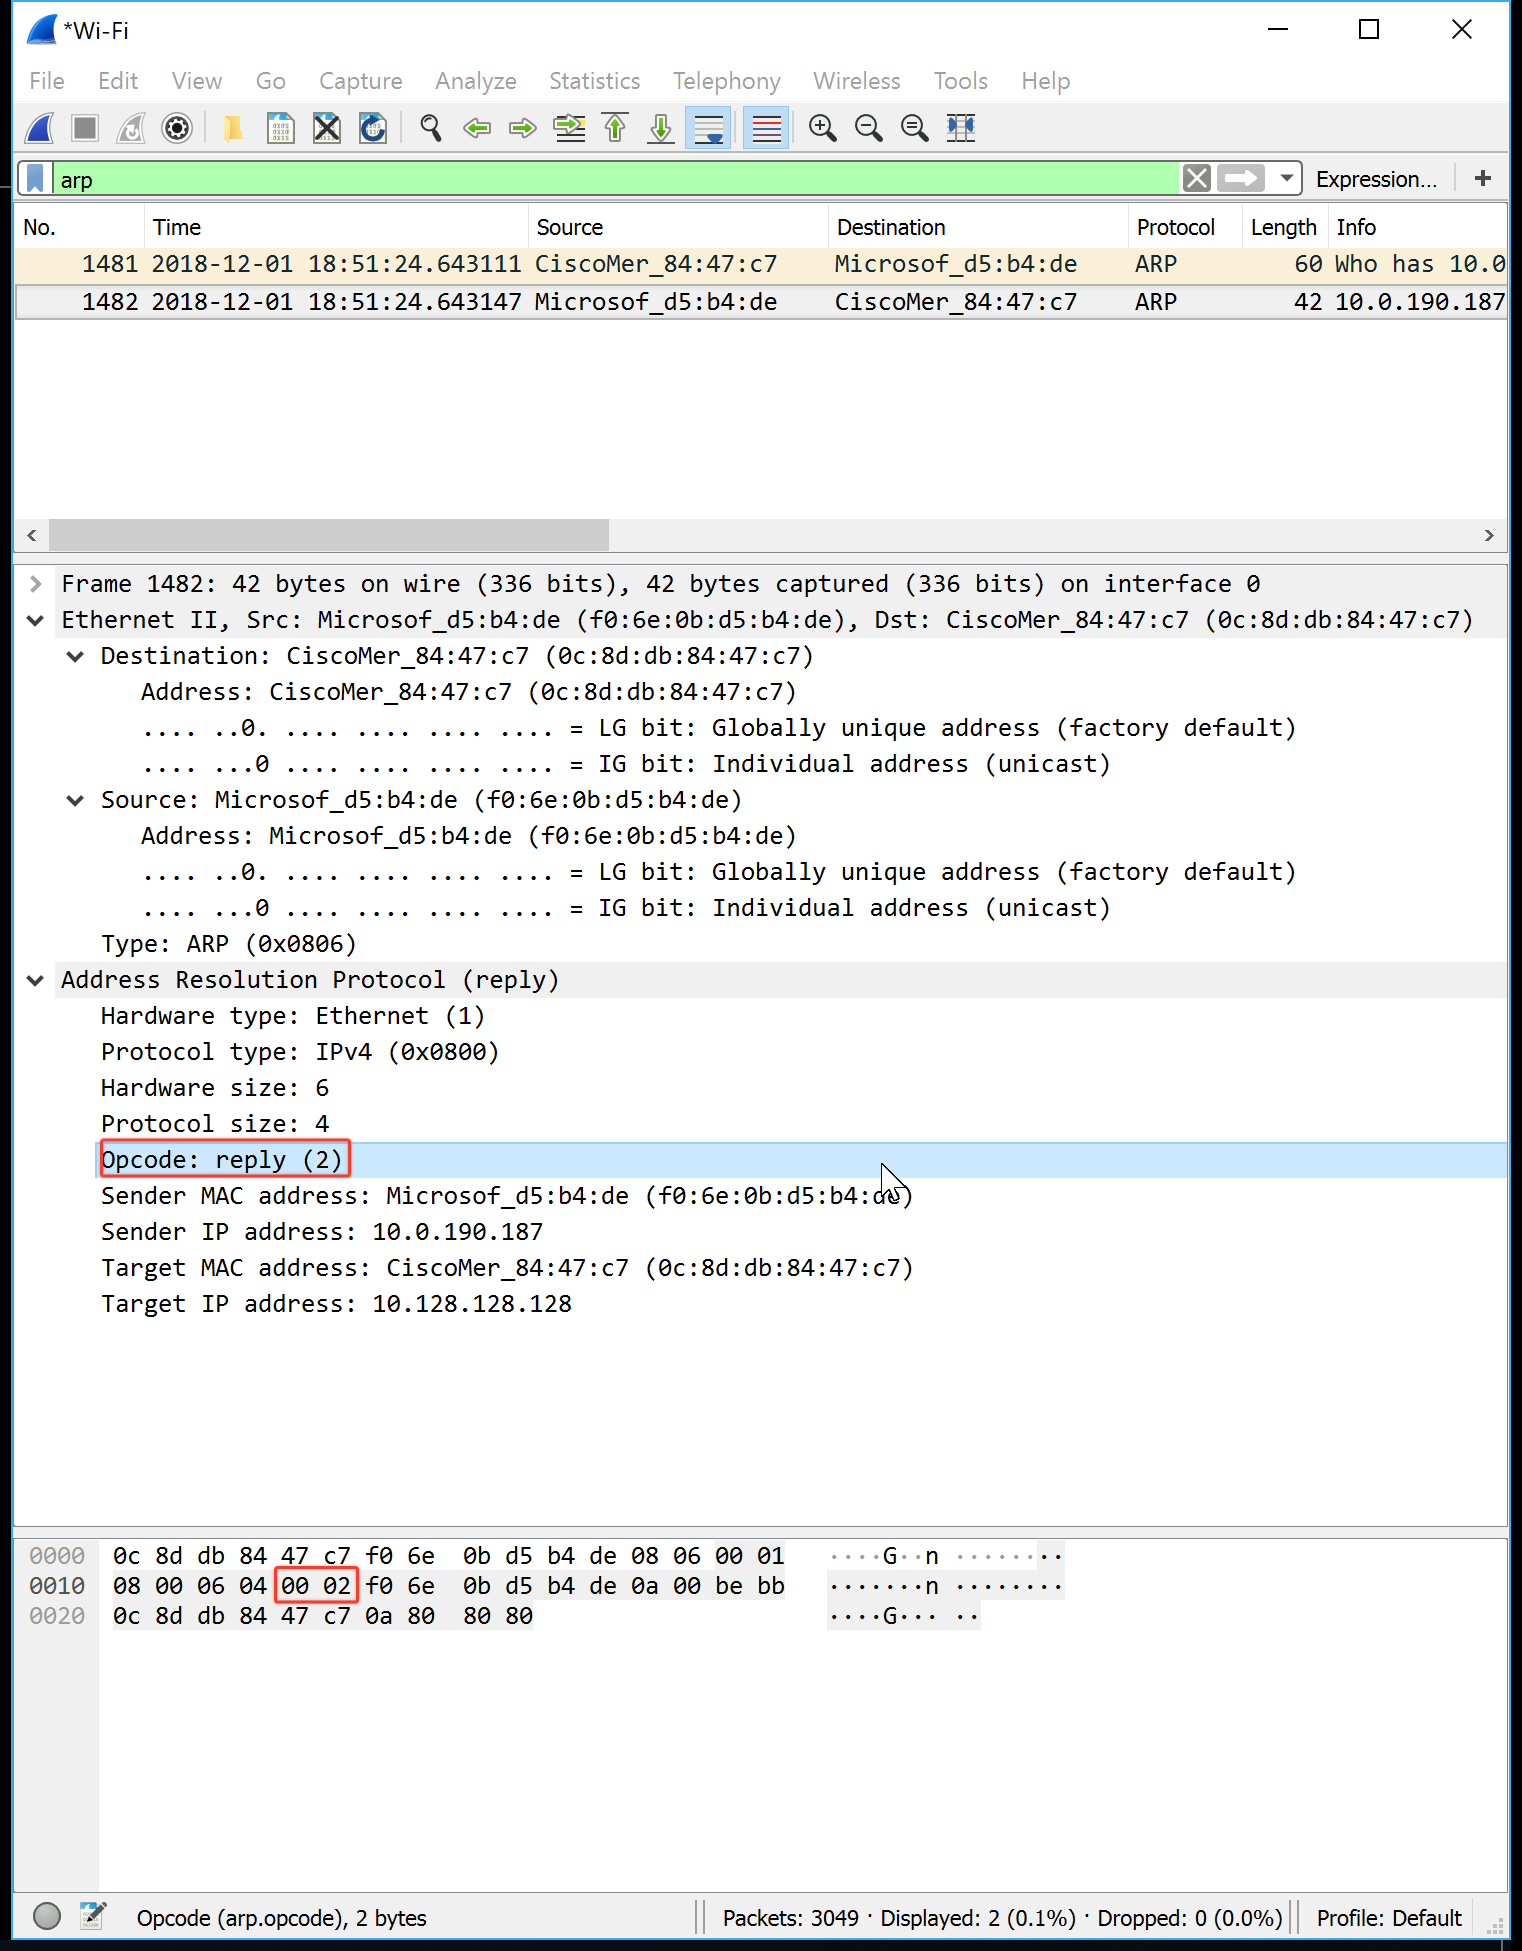 *Wi-Fi
File Edit View Go Capture Analyze Statistics Telephony Wireless Tools Help
arp Expression... +
No. Time Source Destination Protocol Length Info
1481 2018-12-01 18:51:24.643111 CiscoMer_84:47:c7 Microsof_d5:b4:de ARP 60 Who has 10.0
1482 2018-12-01 18:51:24.643147 Microsof_d5:b4:de CiscoMer_84:47:c7 ARP 42 10.0.190.187
Frame 1482: 42 bytes on wire (336 bits), 42 bytes captured (336 bits) on interface 0
Ethernet II, Src: Microsof_d5:b4:de (f0:6e:0b:d5:b4:de), Dst: CiscoMer_84:47:c7 (0c:8d:db:84:47:c7)
Destination: CiscoMer_84:47:c7 (0c:8d:db:84:47:c7)
Address: CiscoMer_84:47:c7 (0c:8d:db:84:47:c7)
.... ..0. .... .... .... .... = LG bit: Globally unique address (factory default)
.... ...0 .... .... .... .... = IG bit: Individual address (unicast)
Source: Microsof_d5:b4:de (f0:6e:0b:d5:b4:de)
Address: Microsof_d5:b4:de (f0:6e:0b:d5:b4:de)
.... ..0. .... .... .... .... = LG bit: Globally unique address (factory default)
.... ...0 .... .... .... .... = IG bit: Individual address (unicast)
Type: ARP (0x0806)
Address Resolution Protocol (reply)
Hardware type: Ethernet (1)
Protocol type: IPv4 (0x0800)
Hardware size: 6
Protocol size: 4
Opcode: reply (2)
Sender MAC address: Microsof_d5:b4:de (f0:6e:0b:d5:b4:de)
Sender IP address: 10.0.190.187
Target MAC address: CiscoMer_84:47:c7 (0c:8d:db:84:47:c7)
Target IP address: 10.128.128.128
0000 0c 8d db 84 47 c7 f0 6e 0b d5 b4 de 08 06 00 01 ····G··n ········
0010 08 00 06 04 00 02 f0 6e 0b d5 b4 de 0a 00 be bb ·······n ········
0020 0c 8d db 84 47 c7 0a 80 80 80 ····G··· ··
Opcode (arp.opcode), 2 bytes Packets: 3049 · Displayed: 2 (0.1%) · Dropped: 0 (0.0%) Profile: Default